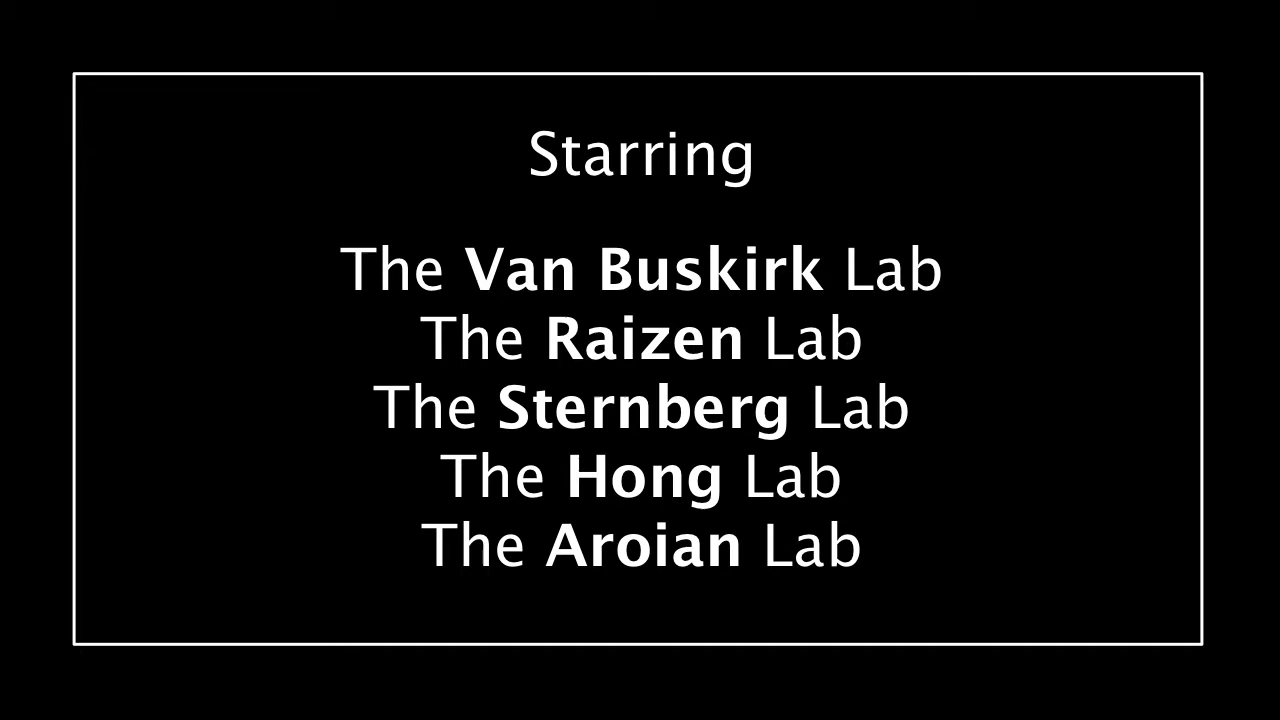 Starring
The Van Buskirk Lab
The Raizen Lab
The Sternberg Lab
The Hong Lab
The Aroian Lab